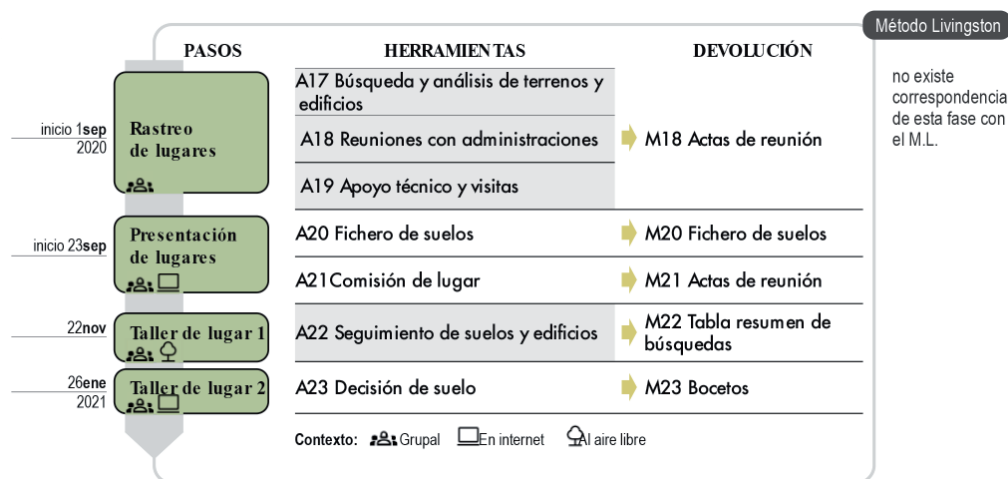 Método Livingston
PASOS
HERRAMIENTAS
DEVOLUCIÓN
no existe
correspondencia
de esta fase con
el M.L.
inicio 1sep
2020
Rastreo
de lugares
A17 Búsqueda y análisis de terrenos y
edificios
A18 Reuniones con administraciones
M18 Actas de reunión
A19 Apoyo técnico y visitas
inicio 23sep
Presentación
de lugares
A20 Fichero de suelos
M20 Fichero de suelos
A21Comisión de lugar
M21 Actas de reunión
22nov
Taller de lugar 1
A22 Seguimiento de suelos y edificios
M22 Tabla resumen de
búsquedas
26ene
2021
Taller de lugar 2
A23 Decisión de suelo
M23 Bocetos
Contexto: Grupal En internet Al aire libre